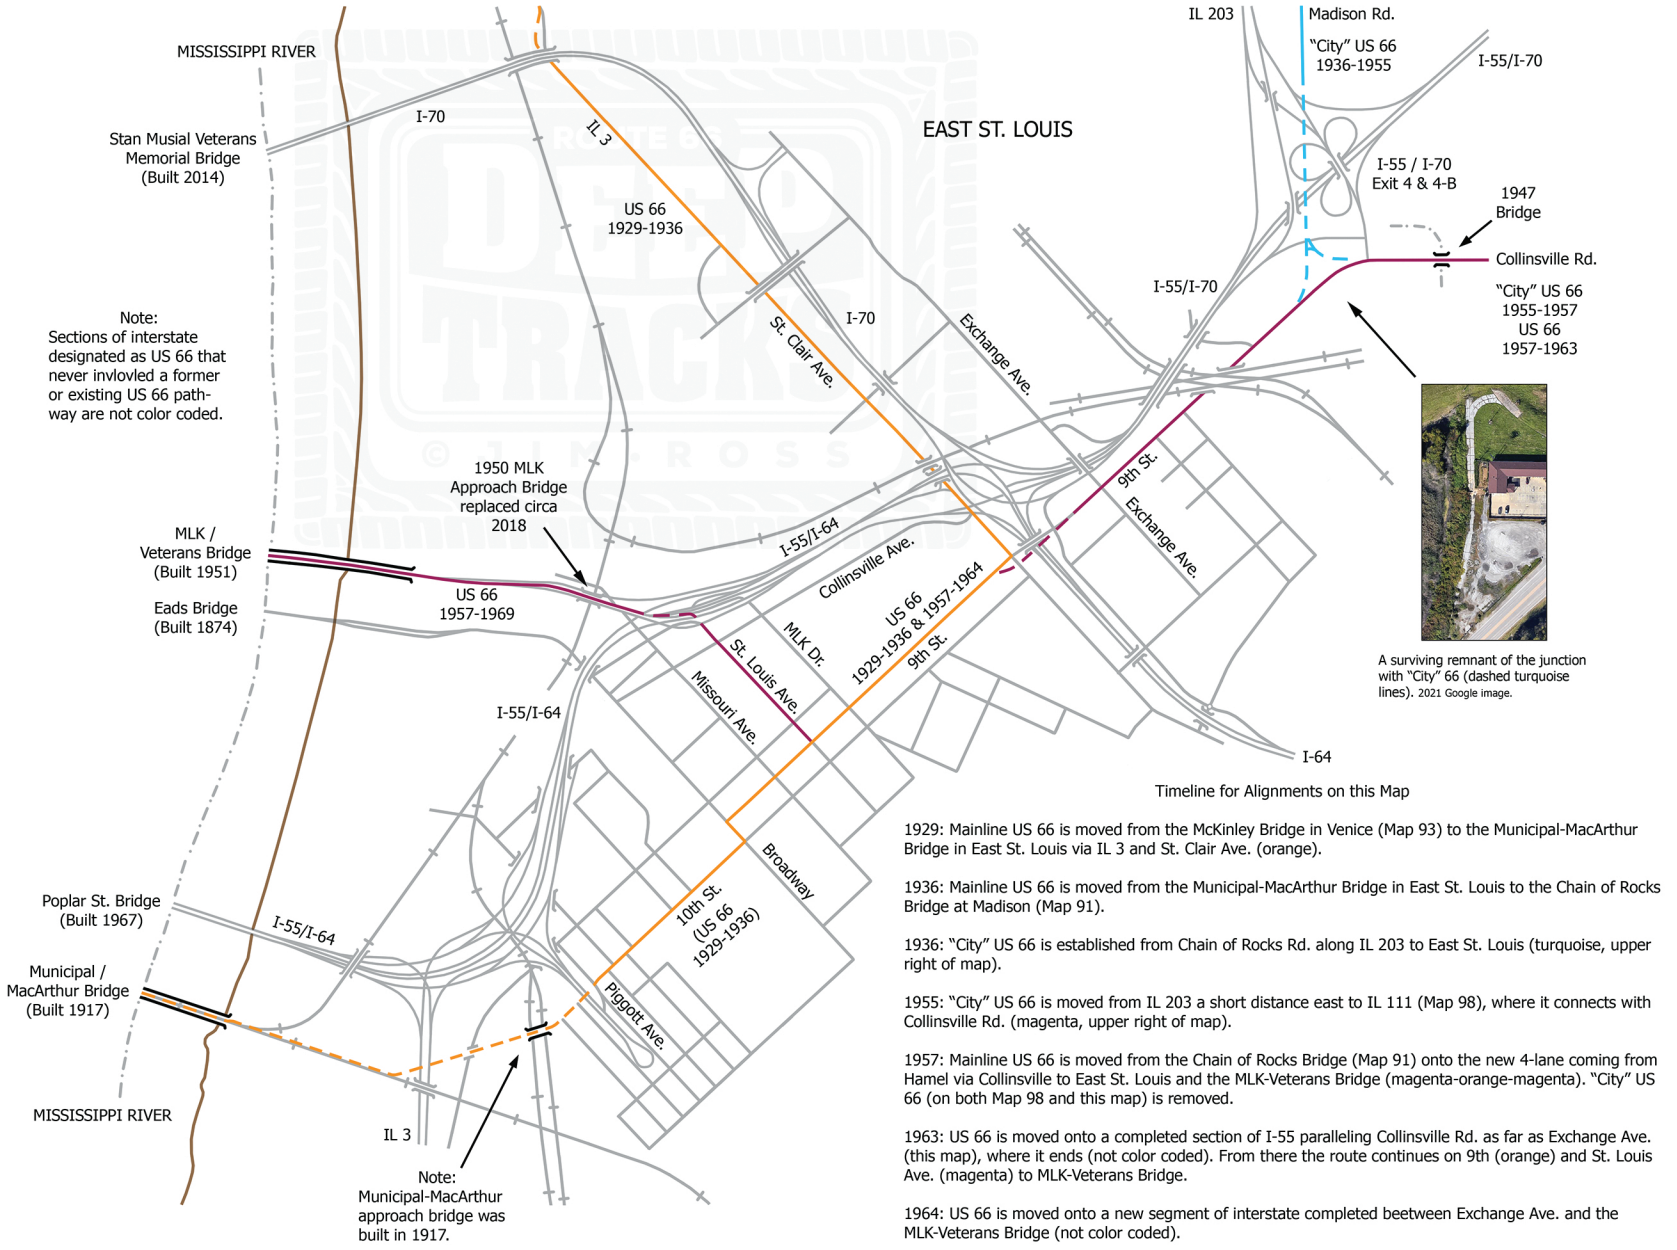 IL 203
Madison Rd.
MISSISSIPPI RIVER
“City” US 66
1936-1955
I-55/I-70
I-70
ROUTE 66
IL 3
EAST ST. LOUIS
Stan Musial Veterans
Memorial Bridge
(Built 2014)
I-55 / I-70
Exit 4 & 4-B
1947
Bridge
DEEP
US 66
1929-1936
Collinsville Rd.
I-55/I-70
“City” US 66
1955-1957
US 66
1957-1963
TRACKS
Note:
Sections of interstate
designated as US 66 that
never invlovled a former
or existing US 66 path-
way are not color coded.
I-70
St. Clair Ave.
Exchange Ave.
© JIM ROSS
1950 MLK
Approach Bridge
replaced circa
2018
9th St.
Exchange Ave.
MLK /
Veterans Bridge
(Built 1951)
I-55/I-64
Collinsville Ave.
US 66
1957-1969
US 66
1929-1936 & 1957-1964
Eads Bridge
(Built 1874)
MLK Dr.
9th St.
St. Louis Ave.
Missouri Ave.
A surviving remnant of the junction
with “City” 66 (dashed turquoise
lines). 2021 Google image.
I-55/I-64
I-64
Timeline for Alignments on this Map
1929: Mainline US 66 is moved from the McKinley Bridge in Venice (Map 93) to the Municipal-MacArthur
Bridge in East St. Louis via IL 3 and St. Clair Ave. (orange).
1936: Mainline US 66 is moved from the Municipal-MacArthur Bridge in East St. Louis to the Chain of Rocks
Bridge at Madison (Map 91).
1936: “City” US 66 is established from Chain of Rocks Rd. along IL 203 to East St. Louis (turquoise, upper
right of map).
1955: “City” US 66 is moved from IL 203 a short distance east to IL 111 (Map 98), where it connects with
Collinsville Rd. (magenta, upper right of map).
1957: Mainline US 66 is moved from the Chain of Rocks Bridge (Map 91) onto the new 4-lane coming from
Hamel via Collinsville to East St. Louis and the MLK-Veterans Bridge (magenta-orange-magenta). “City” US
66 (on both Map 98 and this map) is removed.
1963: US 66 is moved onto a completed section of I-55 paralleling Collinsville Rd. as far as Exchange Ave.
(this map), where it ends (not color coded). From there the route continues on 9th (orange) and St. Louis
Ave. (magenta) to MLK-Veterans Bridge.
1964: US 66 is moved onto a new segment of interstate completed beetween Exchange Ave. and the
MLK-Veterans Bridge (not color coded).
Broadway
Poplar St. Bridge
(Built 1967)
I-55/I-64
10th St.
(US 66
1929-1936)
Municipal /
MacArthur Bridge
(Built 1917)
Piggott Ave.
MISSISSIPPI RIVER
IL 3
Note:
Municipal-MacArthur
approach bridge was
built in 1917.